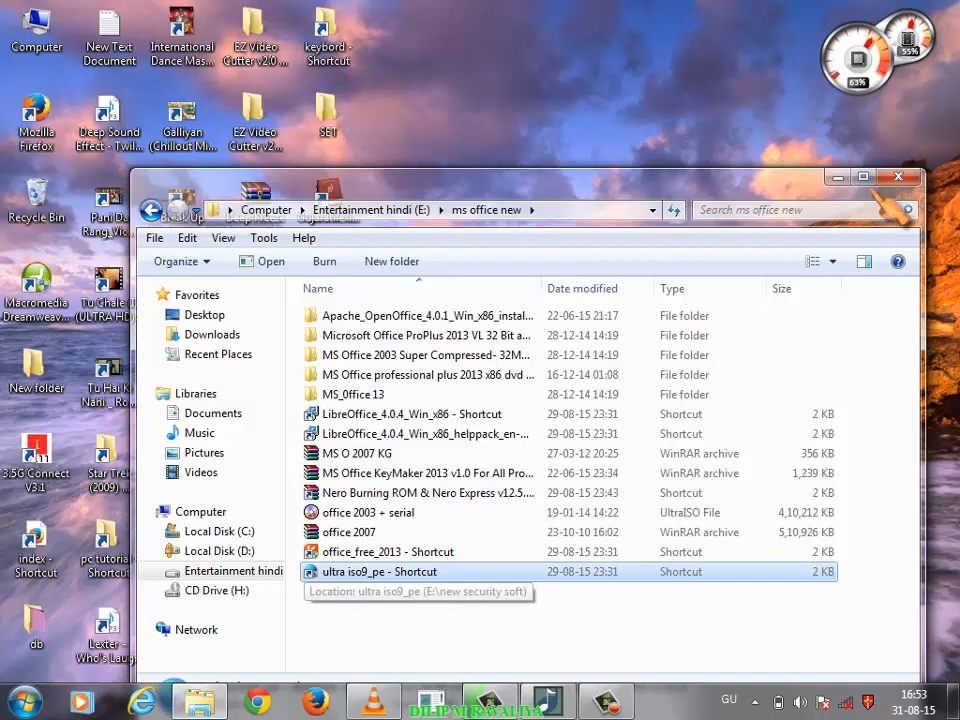 Computer
New Text
Document
International
Dance Mas...
EZ Video
Cutter v2.0 ...
keybord -
Shortcut
63%
55%
Mozilla
Firefox
Deep Sound
Effect - Twil...
Galliyan
(Chillout Mi...
EZ Video
Cutter v2...
SET
Recycle Bin
Pani Da
Rang_Vic
Computer
Entertainment hindi (E:)
ms office new
Search ms office new
File
Edit
View
Tools
Help
Organize
Open
Burn
New folder
Name
Date modified
Type
Size
Favorites
Desktop
Downloads
Recent Places
Libraries
Documents
Music
Pictures
Videos
Computer
Local Disk (C:)
Local Disk (D:)
Entertainment hindi
CD Drive (H:)
Network
Apache_OpenOffice_4.0.1_Win_x86_instal... 22-06-15 21:17 File folder
Microsoft Office ProPlus 2013 VL 32 Bit a... 28-12-14 14:19 File folder
MS Office 2003 Super Compressed- 32M... 28-12-14 14:19 File folder
MS Office professional plus 2013 x86 dvd ... 16-12-14 01:08 File folder
MS_0ffice 13 28-12-14 14:19 File folder
LibreOffice_4.0.4_Win_x86 - Shortcut 29-08-15 23:31 Shortcut 2 KB
LibreOffice_4.0.4_Win_x86_helppack_en-... 29-08-15 23:31 Shortcut 2 KB
MS O 2007 KG 27-03-12 20:25 WinRAR archive 356 KB
MS Office KeyMaker 2013 v1.0 For All Pro... 22-06-15 23:34 WinRAR archive 1,239 KB
Nero Burning ROM & Nero Express v12.5.... 29-08-15 23:43 Shortcut 2 KB
office 2003 + serial 19-01-14 14:22 UltraISO File 4,10,212 KB
office 2007 23-10-10 16:02 WinRAR archive 5,10,926 KB
office_free_2013 - Shortcut 29-08-15 23:31 Shortcut 2 KB
ultra iso9_pe - Shortcut 29-08-15 23:31 Shortcut 2 KB
Location: ultra iso9_pe (E:\new security soft)
Macromedia
Dreamweav...
Tu Chale
(ULTRA HD)
New folder
Tu Hai K
Nahi._ Ro...
3.5G Connect
V3.1
Star Trek
(2009)
index -
Shortcut
pc tutorial
Shortcut
db
Lexter -
Who's Laug
DILIP M RAVALIYA
GU
16:53
31-08-15